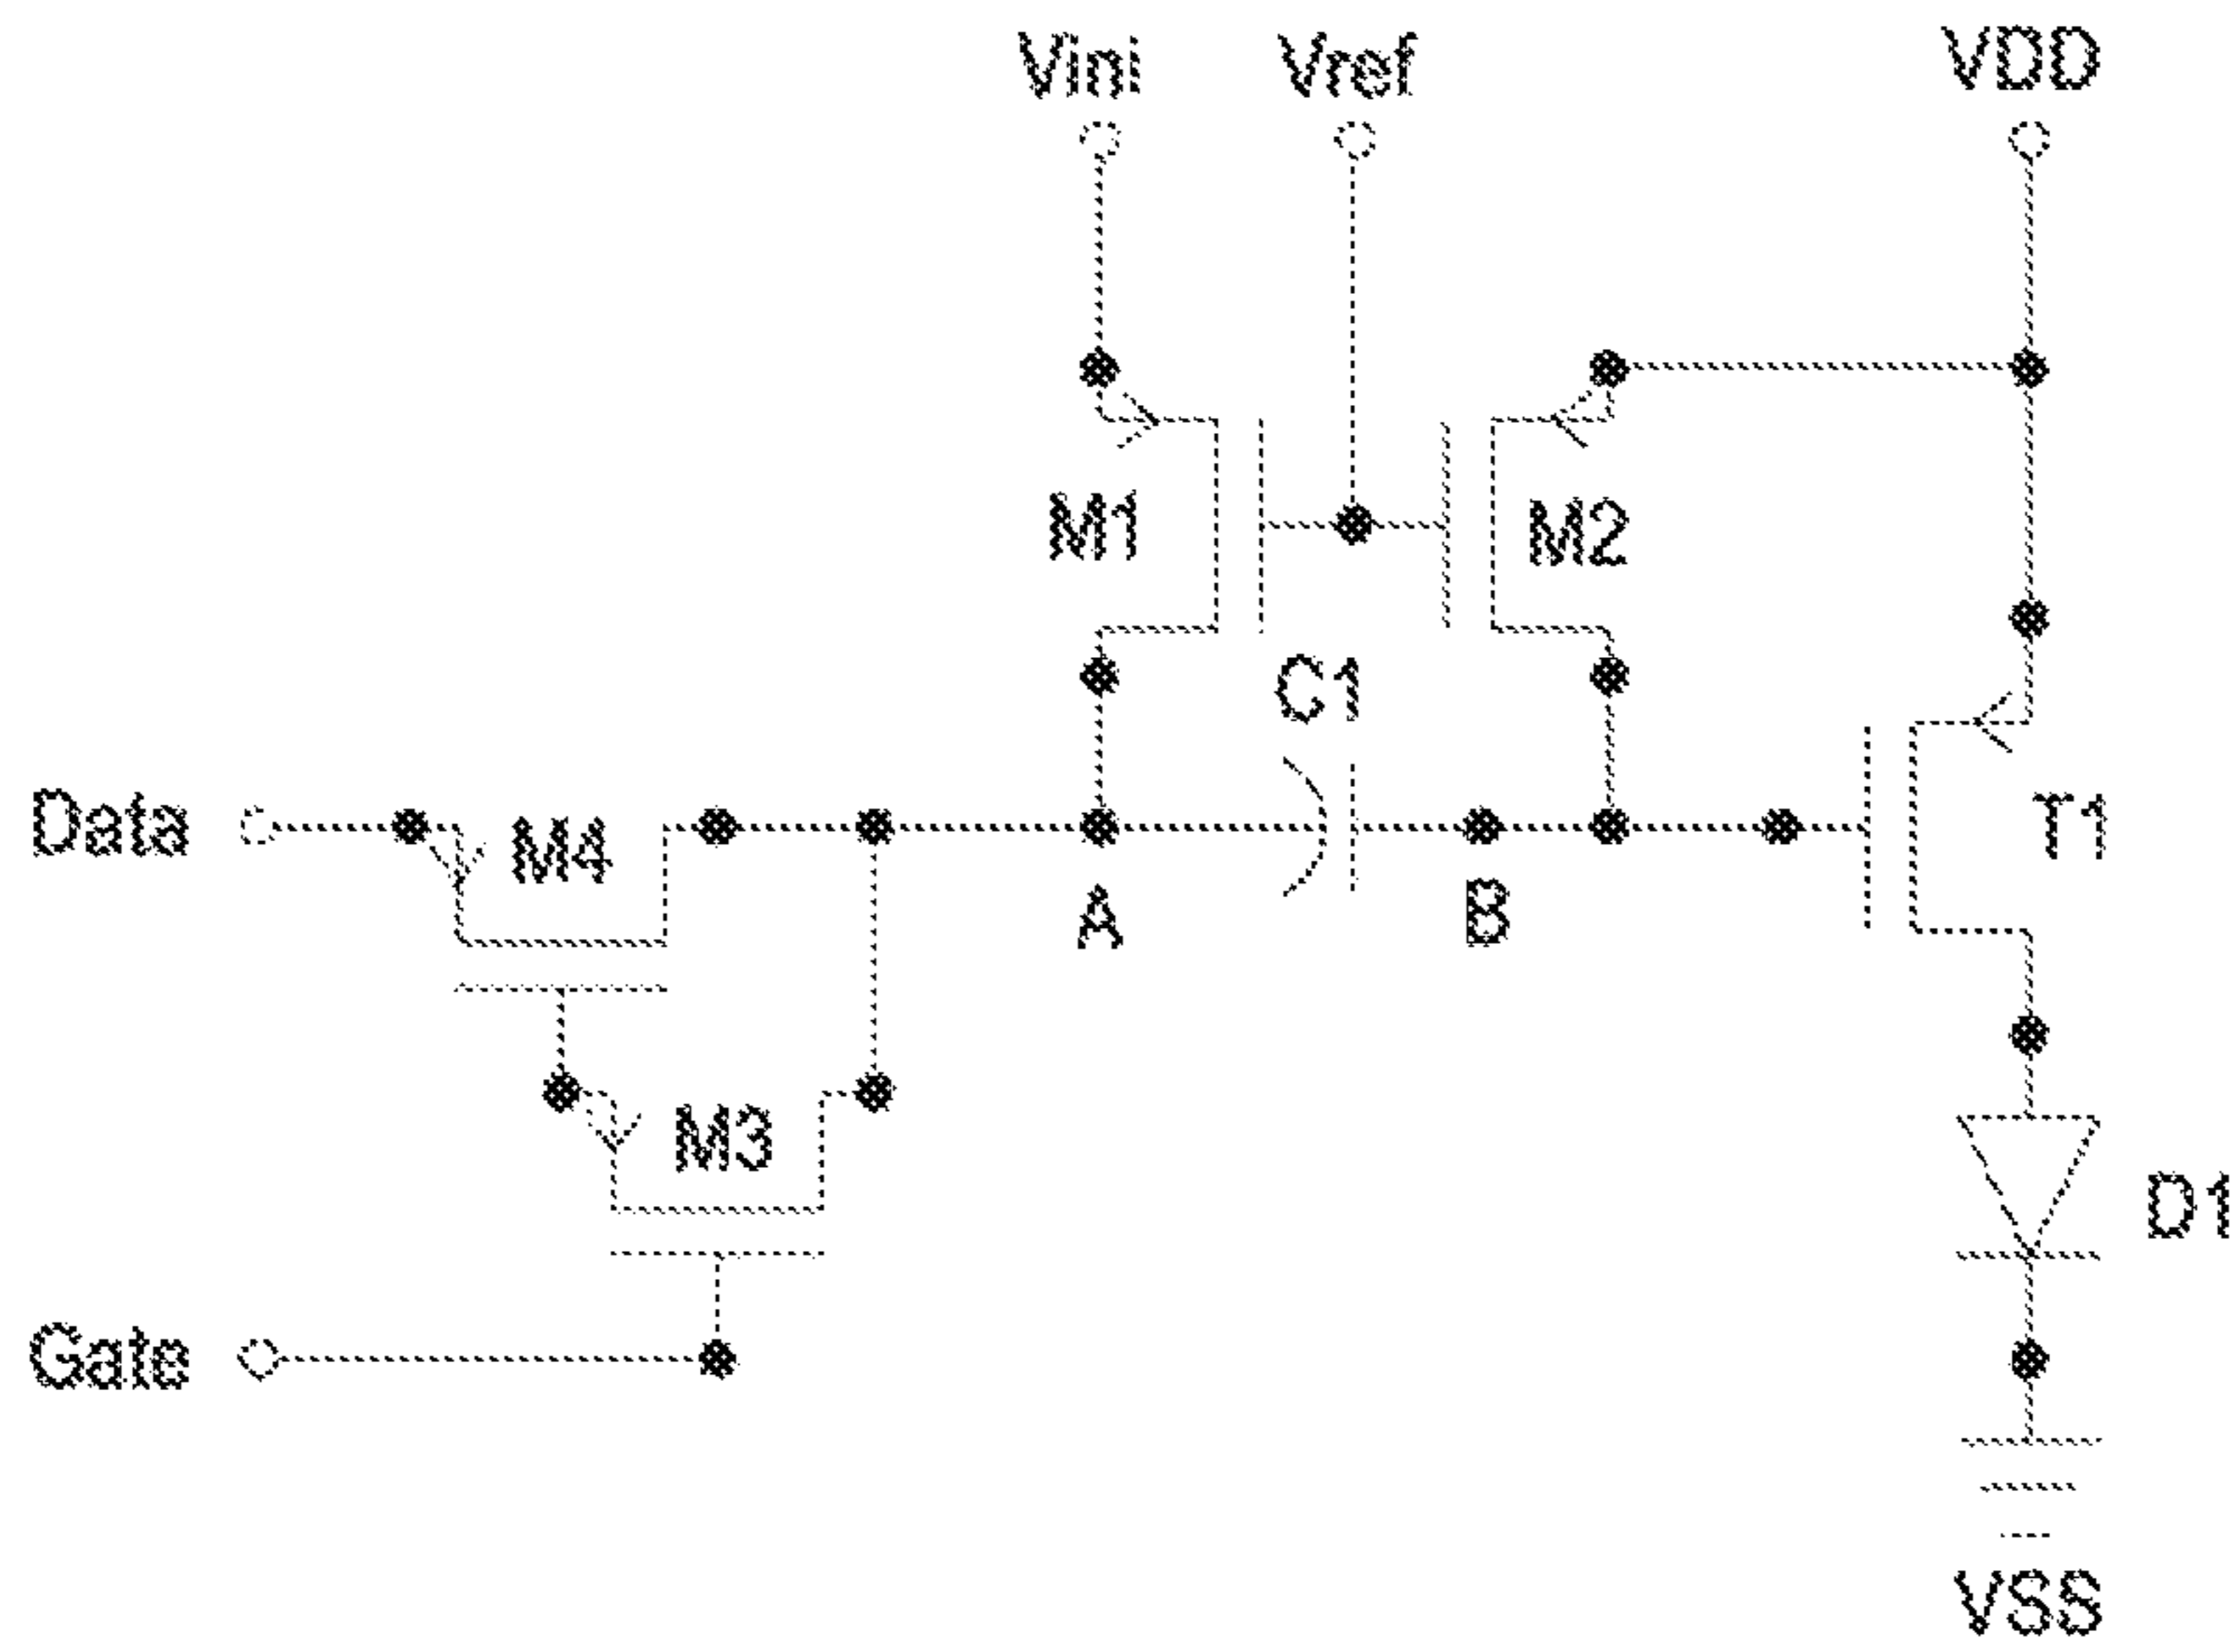 Vini Vref VDD
M1 M2
C1
Data M4 T1
A B
M3
D1
Gate
VSS